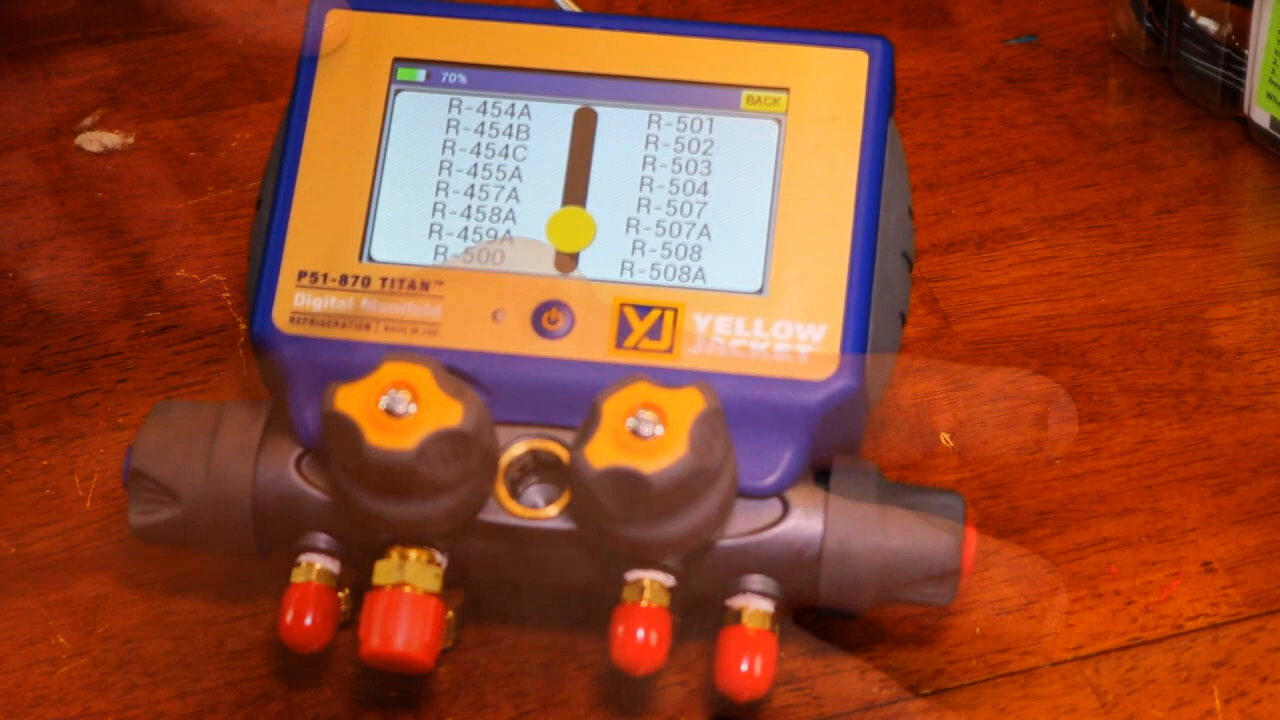 70%
BACK
R-454A
R-454B
R-454C
R-455A
R-457A
R-458A
R-459A
R-500
R-501
R-502
R-503
R-504
R-507
R-507A
R-508
R-508A
P51-870 TITAN™
Digital Manifold
REFRIGERATION | MADE IN USA
YJ
YELLOW
JACKET